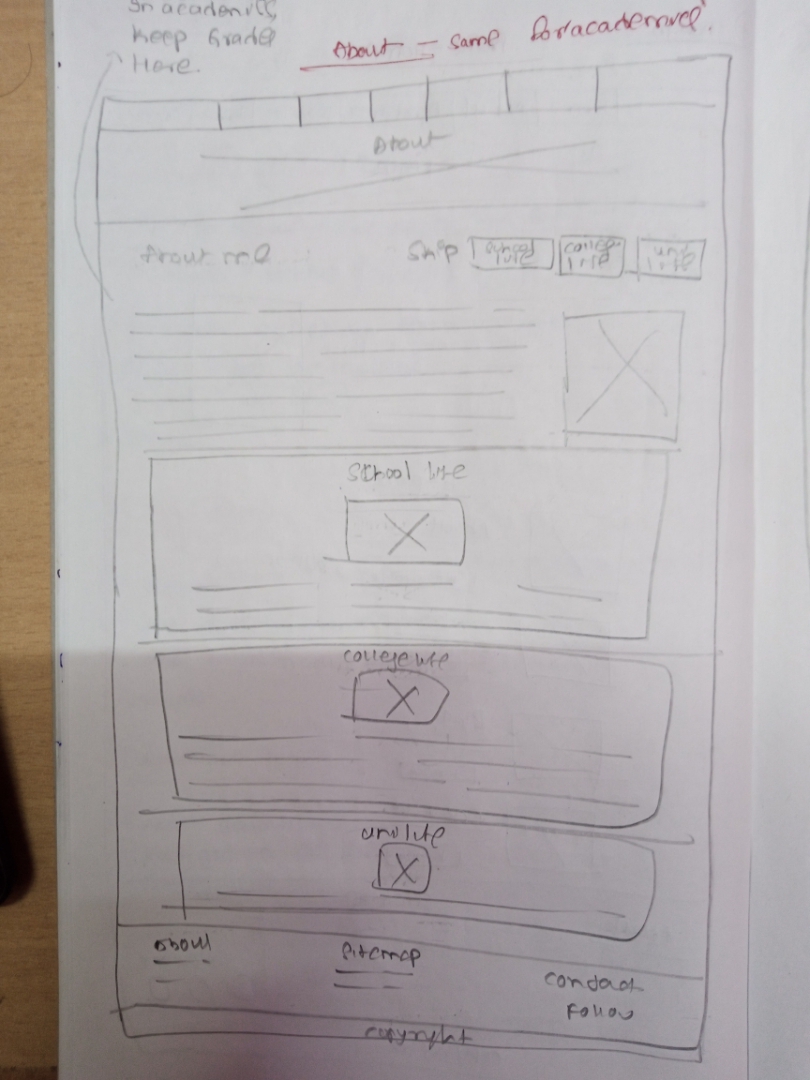 In academics,
Keep Grade
Here.
About - same for academics.
About
About me
Skip
school life
college life
uni life
School life
College life
Uni life
About
Sitemap
Contact
Follow
Copyright